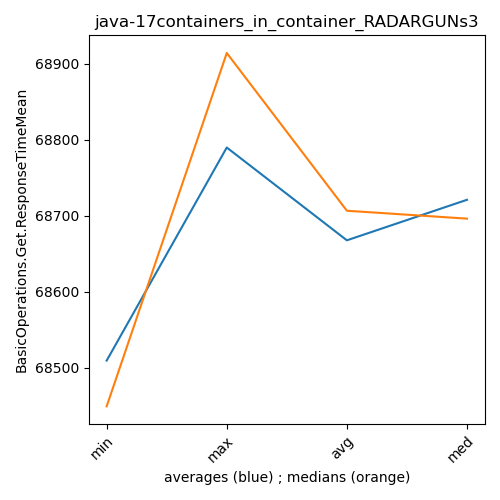 java-17containers_in_container_RADARGUNs3
BasicOperations.Get.ResponseTimeMean
68900
68800
68700
68600
68500
min
max
avg
med
averages (blue) ; medians (orange)